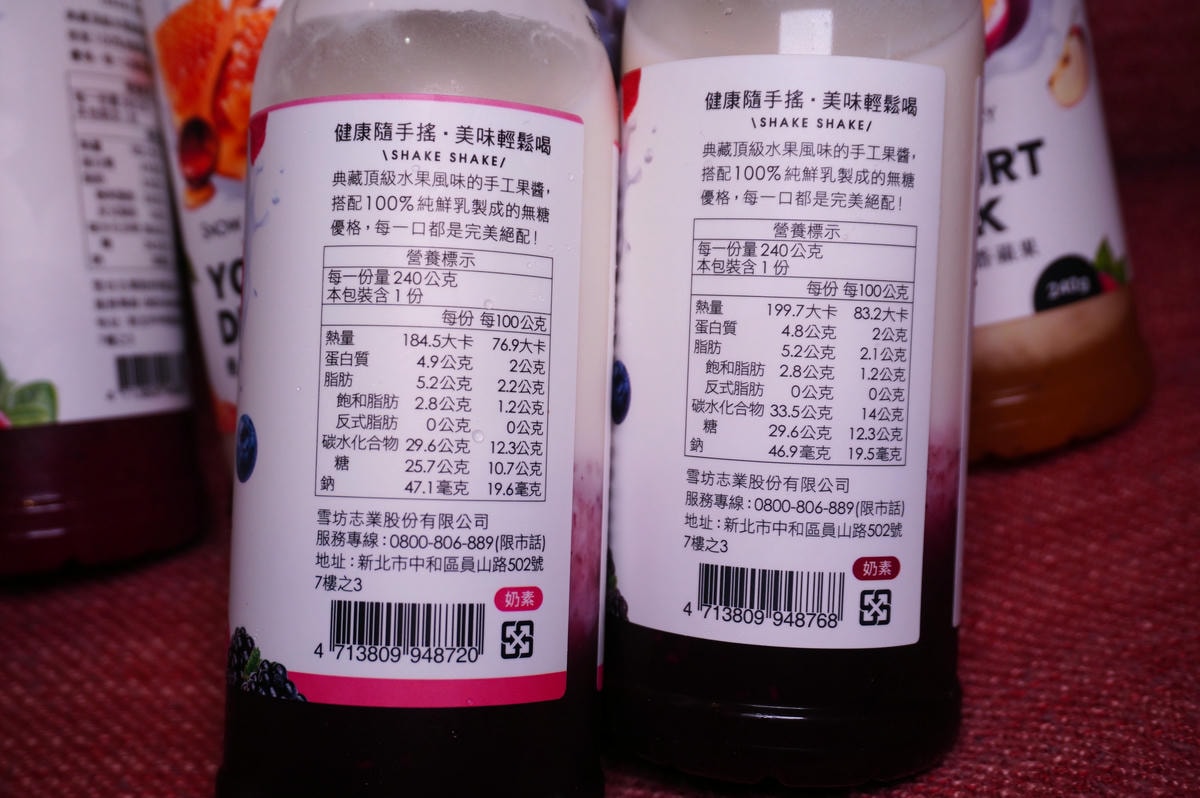 健康隨手搖・美味輕鬆喝
\SHAKE SHAKE/
典藏頂級水果風味的手工果醬，
搭配100%純鮮乳製成的無糖
優格，每一口都是完美絕配！
營養標示
每一份量240公克
本包裝含1份
每份 每100公克
熱量 184.5大卡 76.9大卡
蛋白質 4.9公克 2公克
脂肪 5.2公克 2.2公克
飽和脂肪 2.8公克 1.2公克
反式脂肪 0公克 0公克
碳水化合物 29.6公克 12.3公克
糖 25.7公克 10.7公克
鈉 47.1毫克 19.6毫克
雪坊志業股份有限公司
服務專線：0800-806-889(限市話)
地址：新北市中和區員山路502號
7樓之3
奶素
4 713809 948720
健康隨手搖・美味輕鬆喝
\SHAKE SHAKE/
典藏頂級水果風味的手工果醬，
搭配100%純鮮乳製成的無糖
優格，每一口都是完美絕配！
營養標示
每一份量240公克
本包裝含1份
每份 每100公克
熱量 199.7大卡 83.2大卡
蛋白質 4.8公克 2公克
脂肪 5.2公克 2.1公克
飽和脂肪 2.8公克 1.2公克
反式脂肪 0公克 0公克
碳水化合物 33.5公克 14公克
糖 29.6公克 12.3公克
鈉 46.9毫克 19.5毫克
雪坊志業股份有限公司
服務專線：0800-806-889(限市話)
地址：新北市中和區員山路502號
7樓之3
奶素
4 713809 948768
240g